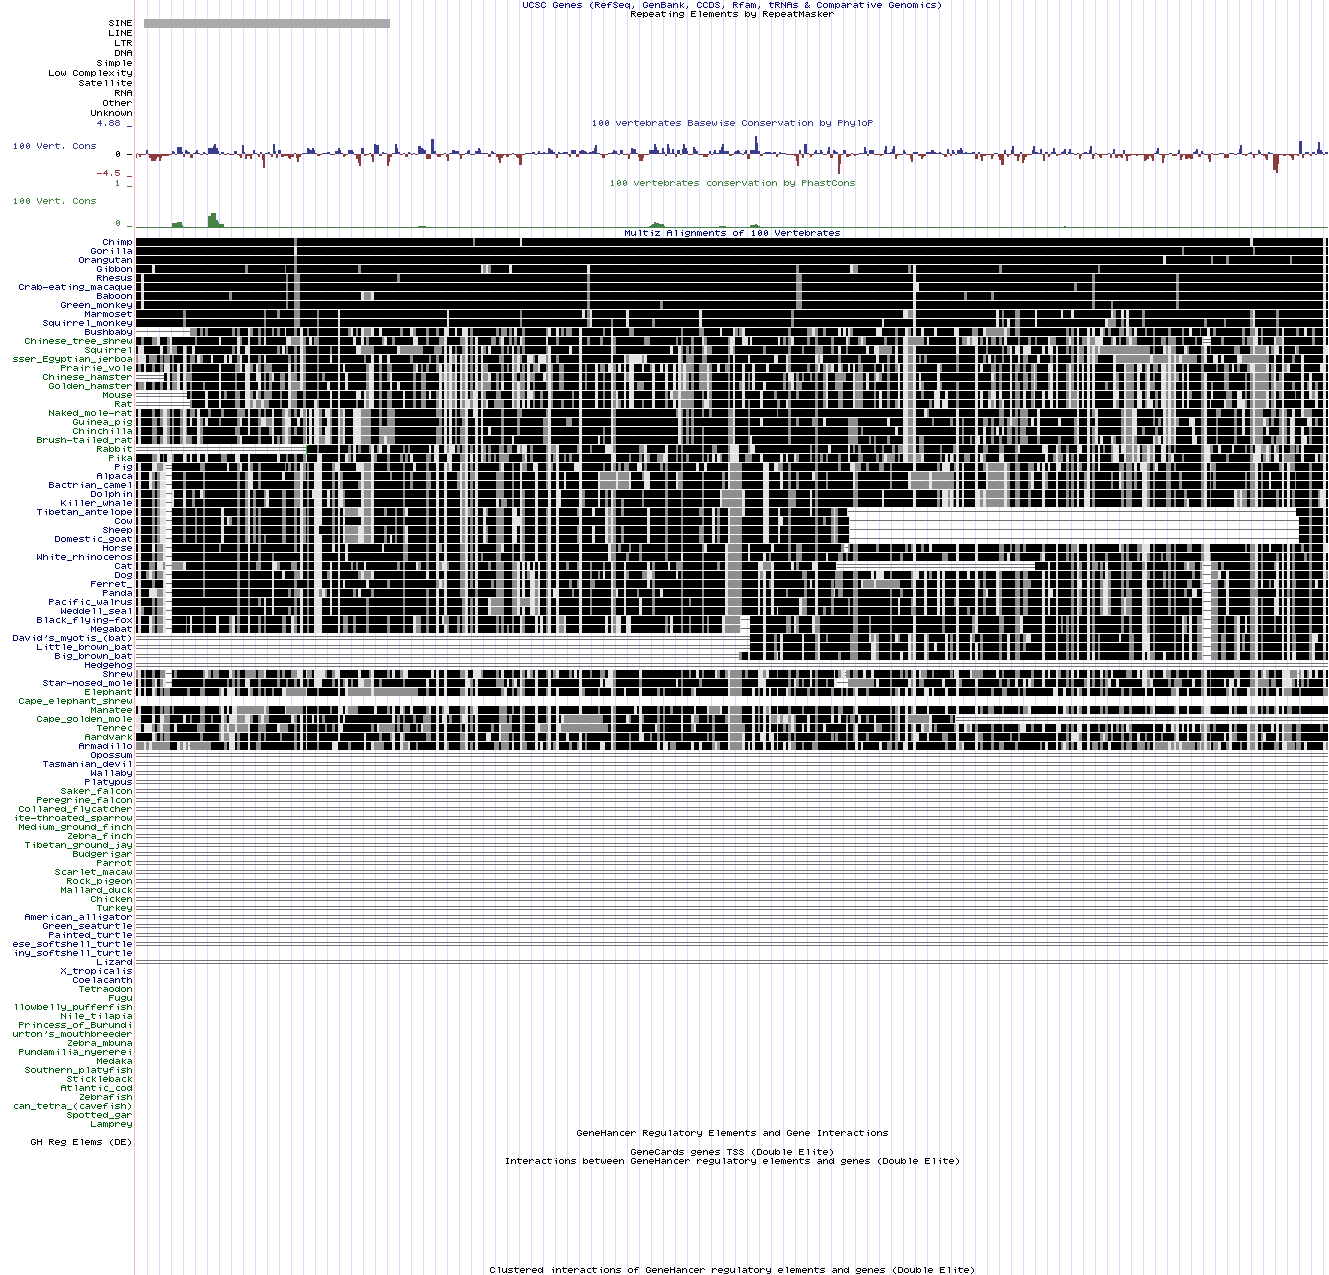 UCSC Genes (RefSeq, GenBank, CCDS, Rfam, tRNAs & Comparative Genomics)
Repeating Elements by RepeatMasker
SINE
LINE
LTR
DNA
Simple
Low Complexity
Satellite
RNA
Other
Unknown
4.88 _
100 vertebrates Basewise Conservation by PhyloP
100 Vert. Cons
0 _
-4.5 _
1 _
100 vertebrates conservation by PhastCons
100 Vert. Cons
0 _
Multiz Alignments of 100 Vertebrates
Chimp
Gorilla
Orangutan
Gibbon
Rhesus
Crab-eating_macaque
Baboon
Green_monkey
Marmoset
Squirrel_monkey
Bushbaby
Chinese_tree_shrew
Squirrel
sser_Egyptian_jerboa
Prairie_vole
Chinese_hamster
Golden_hamster
Mouse
Rat
Naked_mole-rat
Guinea_pig
Chinchilla
Brush-tailed_rat
Rabbit
Pika
Pig
Alpaca
Bactrian_camel
Dolphin
Killer_whale
Tibetan_antelope
Cow
Sheep
Domestic_goat
Horse
White_rhinoceros
Cat
Dog
Ferret_
Panda
Pacific_walrus
Weddell_seal
Black_flying-fox
Megabat
David's_myotis_(bat)
Little_brown_bat
Big_brown_bat
Hedgehog
Shrew
Star-nosed_mole
Elephant
Cape_elephant_shrew
Manatee
Cape_golden_mole
Tenrec
Aardvark
Armadillo
Opossum
Tasmanian_devil
Wallaby
Platypus
Saker_falcon
Peregrine_falcon
Collared_flycatcher
ite-throated_sparrow
Medium_ground_finch
Zebra_finch
Tibetan_ground_jay
Budgerigar
Parrot
Scarlet_macaw
Rock_pigeon
Mallard_duck
Chicken
Turkey
American_alligator
Green_seaturtle
Painted_turtle
ese_softshell_turtle
iny_softshell_turtle
Lizard
X_tropicalis
Coelacanth
Tetraodon
Fugu
llowbelly_pufferfish
Nile_tilapia
Princess_of_Burundi
urton's_mouthbreeder
Zebra_mbuna
Pundamilia_nyererei
Medaka
Southern_platyfish
Stickleback
Atlantic_cod
Zebrafish
can_tetra_(cavefish)
Spotted_gar
Lamprey
GeneHancer Regulatory Elements and Gene Interactions
GH Reg Elems (DE)
GeneCards genes TSS (Double Elite)
Interactions between GeneHancer regulatory elements and genes (Double Elite)
Clustered interactions of GeneHancer regulatory elements and genes (Double Elite)